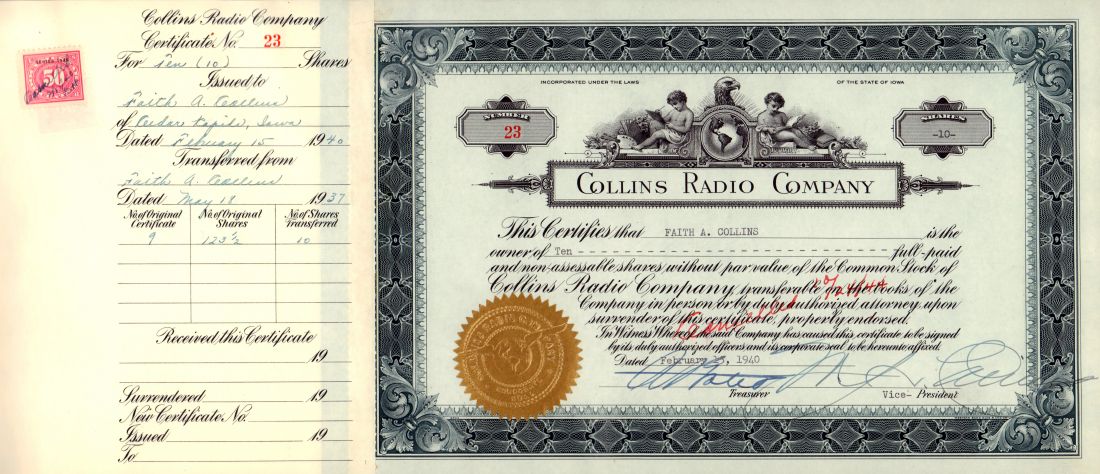 Collins Radio Company
Certificate No. 23
For Ten (10) Shares
Issued to
Faith A. Collins
of Cedar Rapids, Iowa
Dated February 15 1940
Transferred from
Faith A. Collins
Dated May 18 1937
No. of Original Certificate No. of Original Shares No. of Shares Transferred
9 123½ 10
Received this Certificate
19
Surrendered 19
New Certificate No.
Issued 19
To
50
INCORPORATED UNDER THE LAWS OF THE STATE OF IOWA
NUMBER
23
SHARES
-10-
COLLINS RADIO COMPANY
This Certifies that FAITH A. COLLINS is the
owner of Ten - - - - - - - - - - - - - - - - - - - - - - - - - - - - full-paid
and non-assessable shares without par value of the Common Stock of
Collins Radio Company transferable on the books of the
Company in person or by duly authorized attorney upon
surrender of this certificate, properly endorsed.
Cancelled
In Witness Whereof the said Company has caused this certificate to be signed
by its duly authorized officers and its corporate seal to be hereunto affixed.
Dated February 15, 1940
Treasurer Vice- President